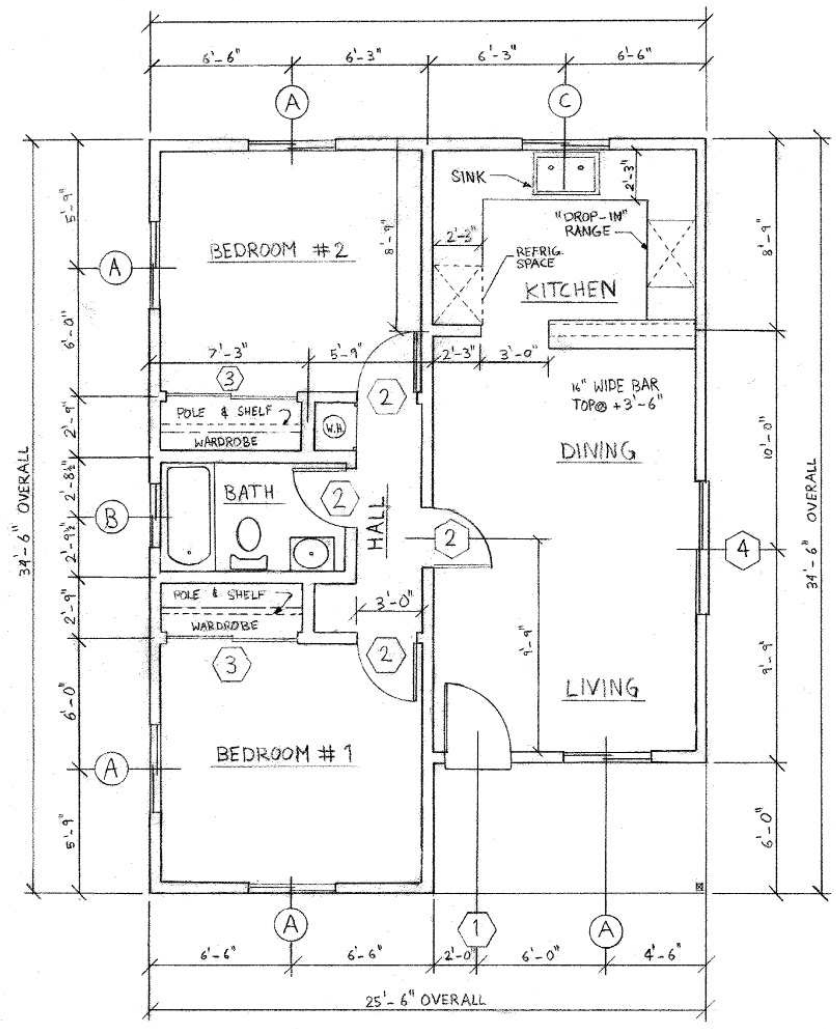 6'-6"
6'-3"
6'-3"
6'-6"
A
C
SINK
2'-3"
"DROP-IN"
RANGE
2'-3"
REFRIG
SPACE
KITCHEN
BEDROOM #2
8'-9"
5'-9"
A
6'-0"
8'-9"
7'-3"
5'-9"
2'-3"
3'-0"
3
2
16" WIDE BAR
TOP@ +3'-6"
2'-9"
POLE & SHELF
WARDROBE
W.H.
DINING
10'-0"
34'-6" OVERALL
34'-6" OVERALL
2'-8½"
BATH
2
HALL
B
2
4
2'-9½"
2'-9"
POLE & SHELF
WARDROBE
3'-0"
3
2
9'-9"
9'-9"
LIVING
6'-0"
BEDROOM #1
A
5'-9"
6'-0"
A
1
A
6'-6"
6'-6"
2'-0"
6'-0"
4'-6"
25'-6" OVERALL